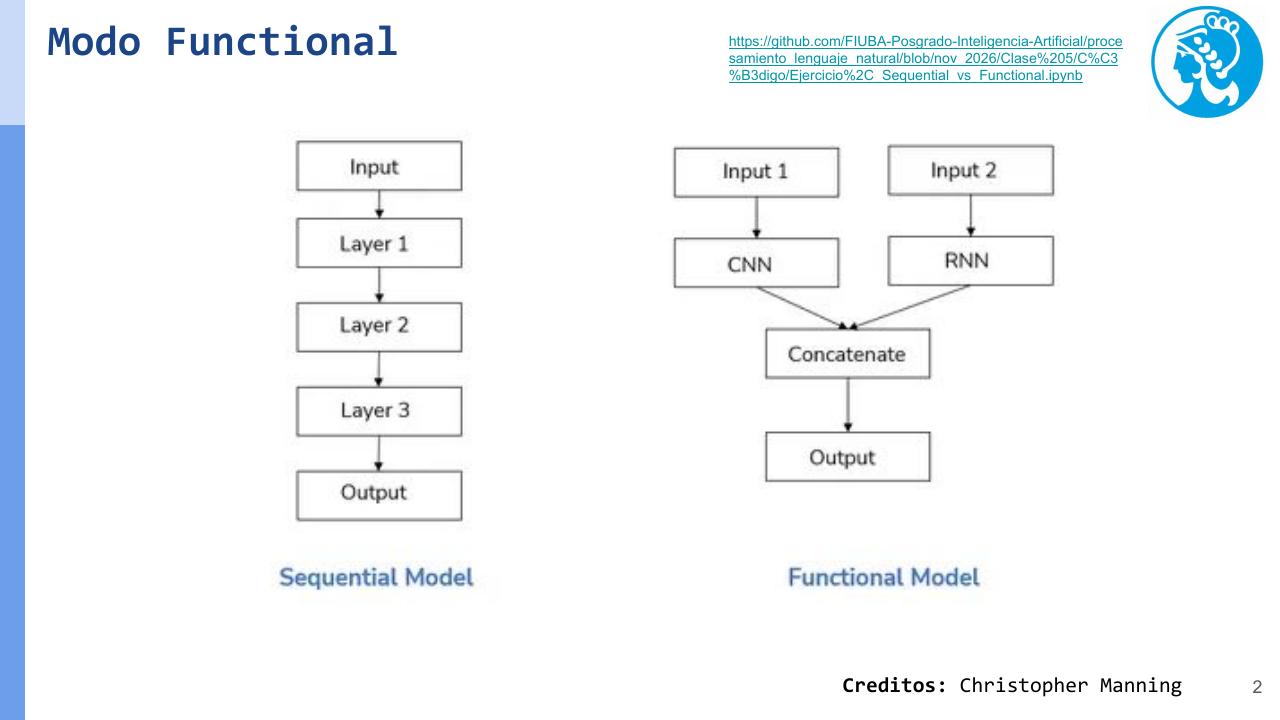 Modo Functional
https://github.com/FIUBA-Posgrado-Inteligencia-Artificial/proce
samiento_lenguaje_natural/blob/nov_2026/Clase%205/C%C3
%B3digo/Ejercicio%2C_Sequential_vs_Functional.ipynb
Input
Layer 1
Layer 2
Layer 3
Output
Sequential Model
Input 1
Input 2
CNN
RNN
Concatenate
Output
Functional Model
Creditos: Christopher Manning
2